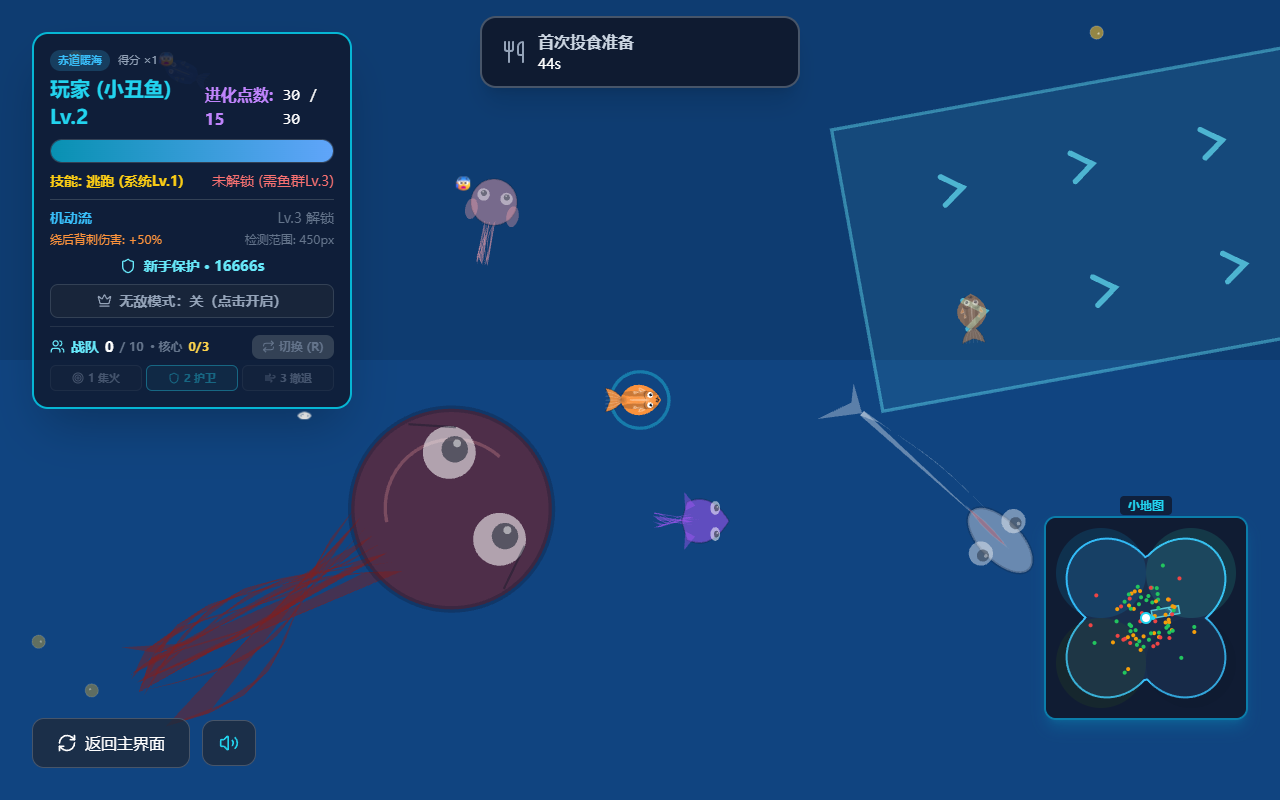 赤道暖海 得分 ×1
玩家 (小丑鱼) Lv.2
进化点数: 15
30 / 30
技能: 逃跑 (系统Lv.1) 未解锁 (需鱼群Lv.3)
机动流 Lv.3 解锁
绕后背刺伤害: +50% 检测范围: 450px
新手保护 • 16666s
无敌模式: 关 (点击开启)
战队 0 / 10 • 核心 0/3 切换 (R)
1 集火 2 护卫 3 撤退
首次投食准备
44s
小地图
返回主界面